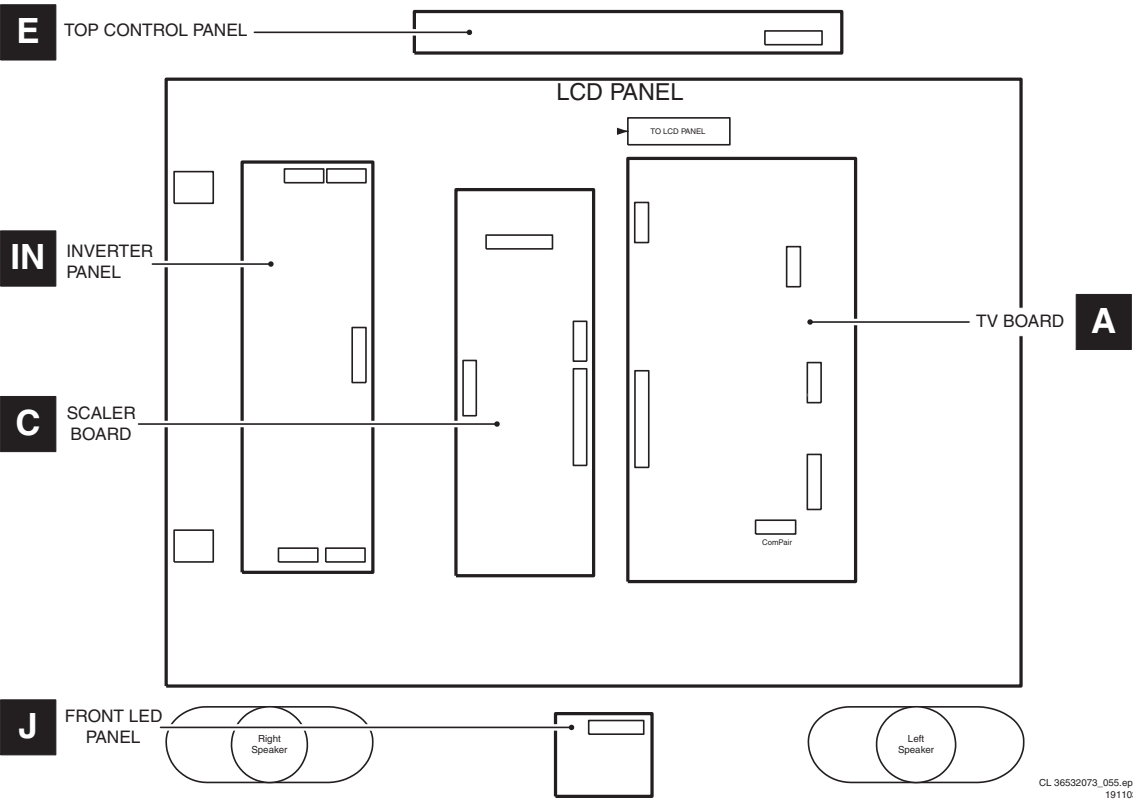 E TOP CONTROL PANEL
LCD PANEL
TO LCD PANEL
IN INVERTER
PANEL
TV BOARD A
C SCALER
BOARD
ComPair
J FRONT LED
PANEL
Right
Speaker
Left
Speaker
CL 36532073_055.ep